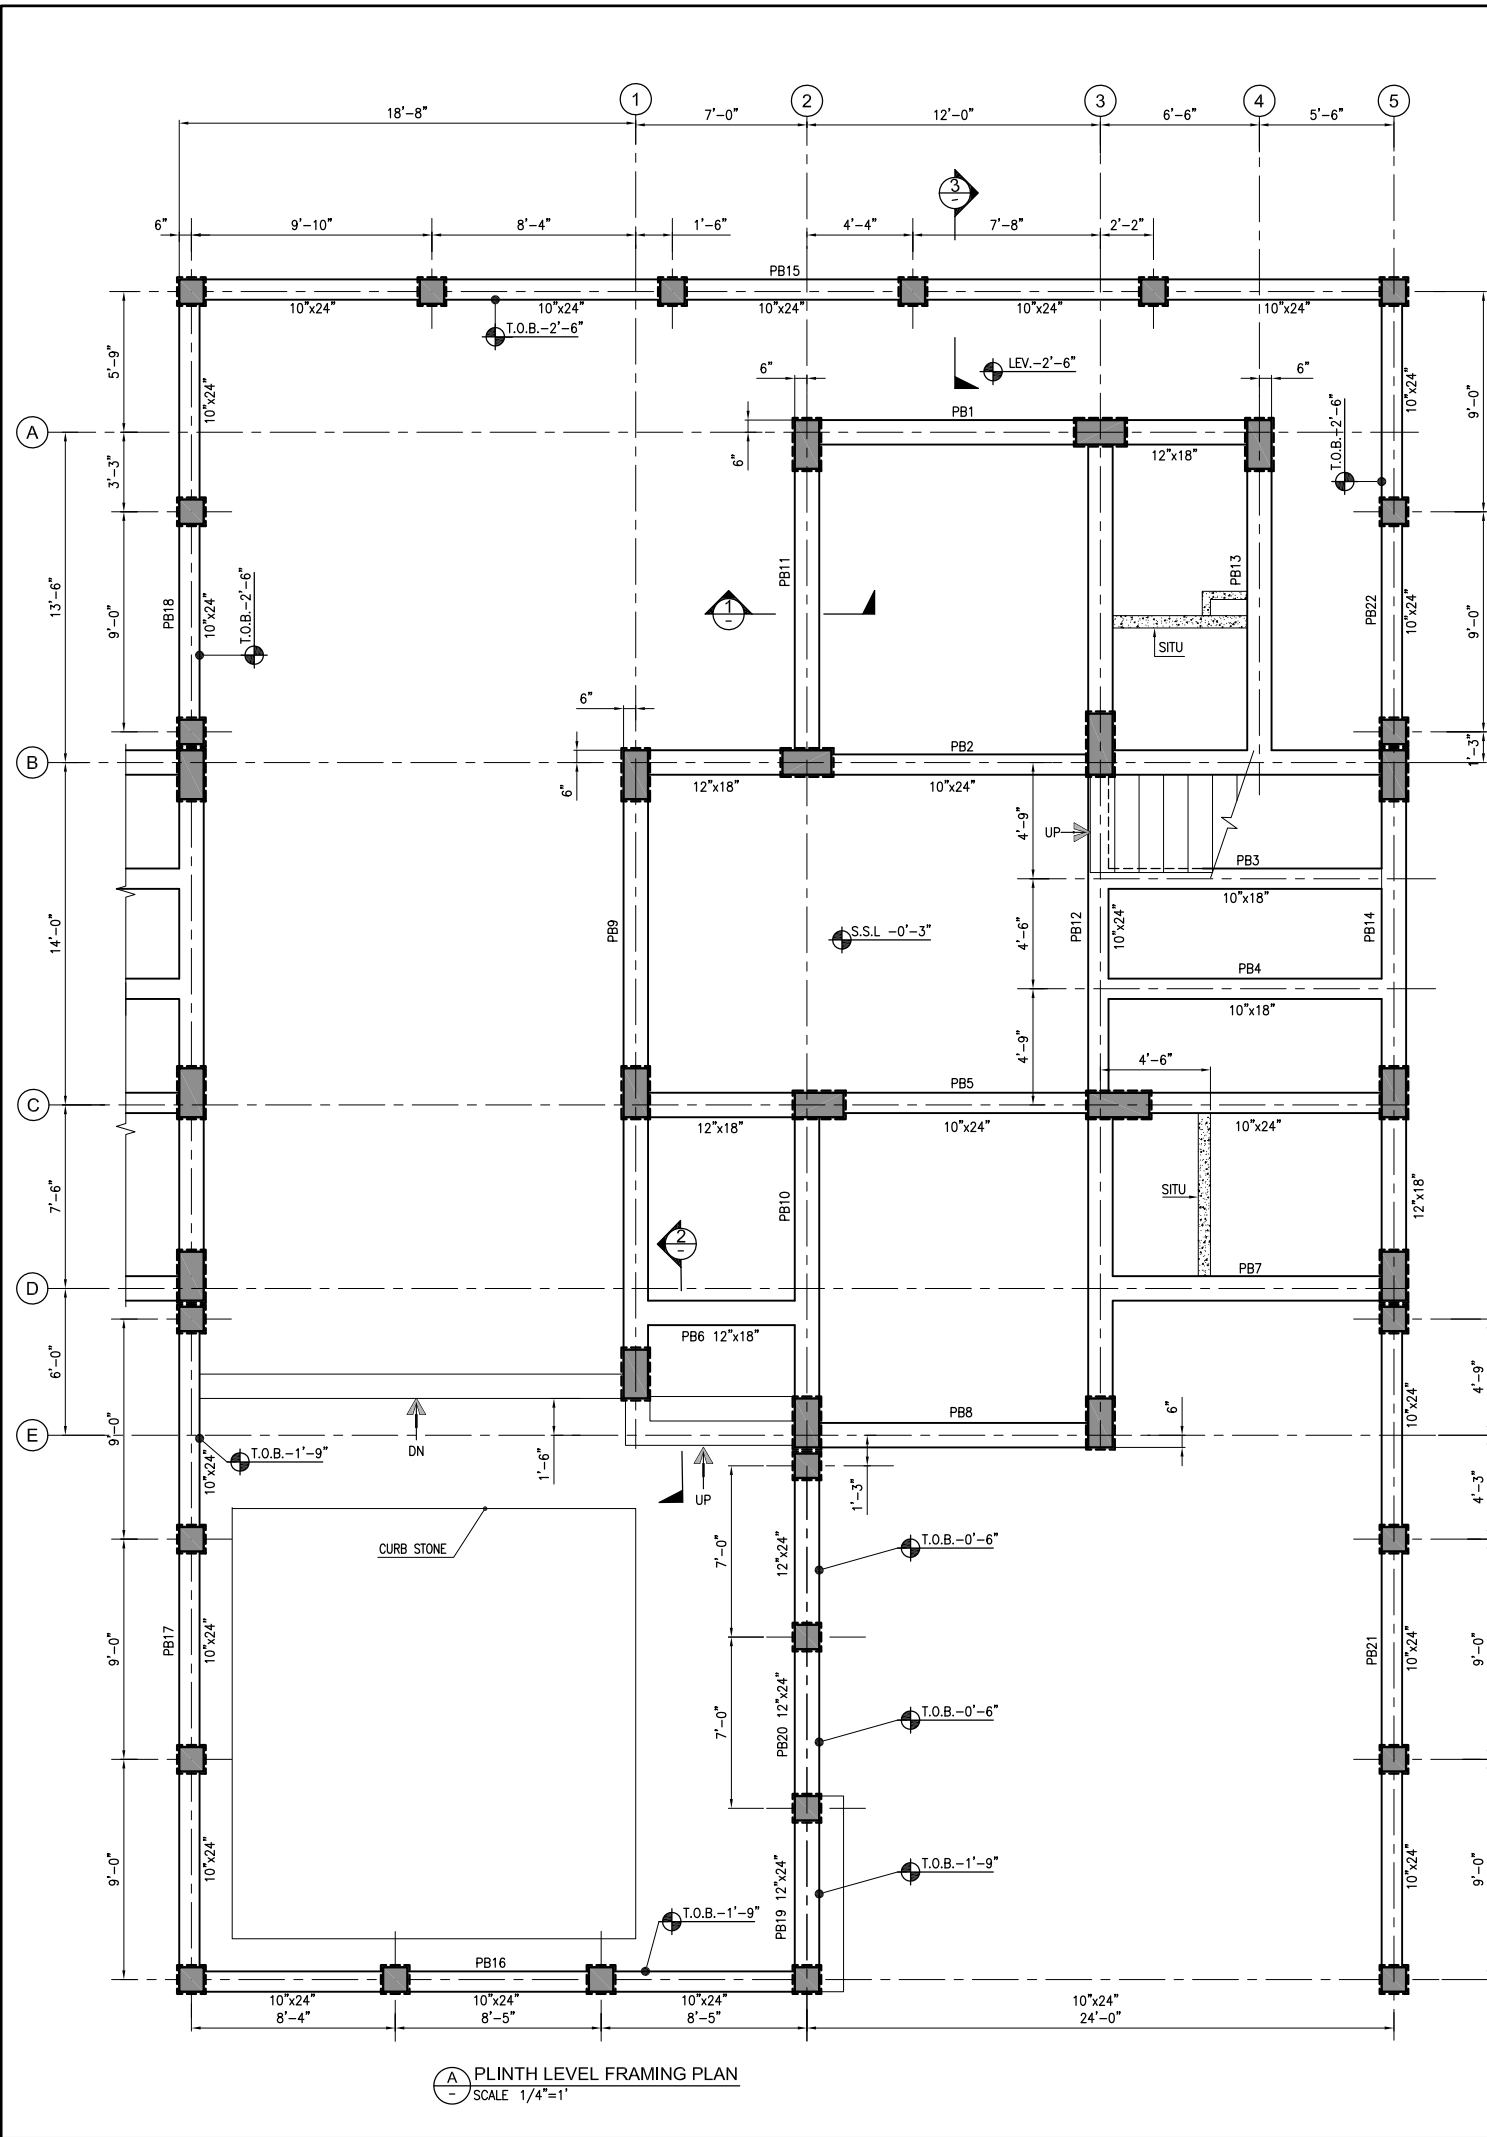 1
2
3
4
5
18'-8"
7'-0"
12'-0"
6'-6"
5'-6"
3
-
6"
9'-10"
8'-4"
1'-6"
4'-4"
7'-8"
2'-2"
PB15
10"x24"
10"x24"
10"x24"
10"x24"
10"x24"
T.O.B.-2'-6"
5'-9"
10"x24"
6"
LEV.-2'-6"
6"
10"x24"
9'-0"
T.O.B.-2'-6"
A
PB1
6"
12"x18"
3'-3"
13'-6"
PB18
9'-0"
10"x24"
T.O.B.-2'-6"
PB11
1
-
PB13
SITU
PB22
10"x24"
9'-0"
6"
B
6"
PB2
12"x18"
10"x24"
1'-3"
4'-9"
UP
PB3
10"x18"
14'-0"
PB9
S.S.L -0'-3"
4'-6"
PB12
10"x24"
PB14
PB4
10"x18"
4'-9"
4'-6"
C
PB5
12"x18"
10"x24"
10"x24"
7'-6"
PB10
SITU
12"x18"
2
-
PB7
D
PB6 12"x18"
6'-0"
4'-9"
10"x24"
PB8
6"
E
9'-0"
10"x24"
T.O.B.-1'-9"
DN
1'-6"
UP
1'-3"
4'-3"
CURB STONE
7'-0"
12"x24"
T.O.B.-0'-6"
PB17
9'-0"
10"x24"
7'-0"
PB20 12"x24"
T.O.B.-0'-6"
PB21
10"x24"
9'-0"
9'-0"
10"x24"
PB19 12"x24"
T.O.B.-1'-9"
10"x24"
9'-0"
T.O.B.-1'-9"
PB16
10"x24"
10"x24"
10"x24"
10"x24"
8'-4"
8'-5"
8'-5"
24'-0"
A
-
PLINTH LEVEL FRAMING PLAN
SCALE 1/4"=1'